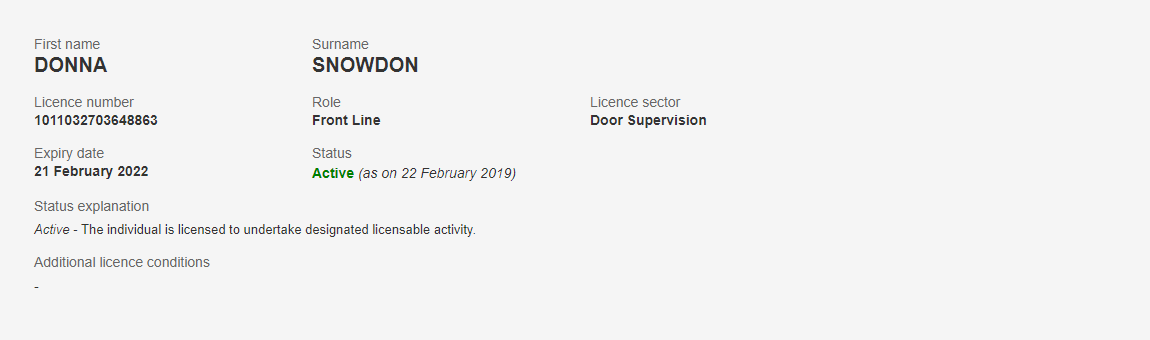 First name Surname
DONNA SNOWDON
Licence number Role Licence sector
1011032703648863 Front Line Door Supervision
Expiry date Status
21 February 2022 Active (as on 22 February 2019)
Status explanation
Active - The individual is licensed to undertake designated licensable activity.
Additional licence conditions
-